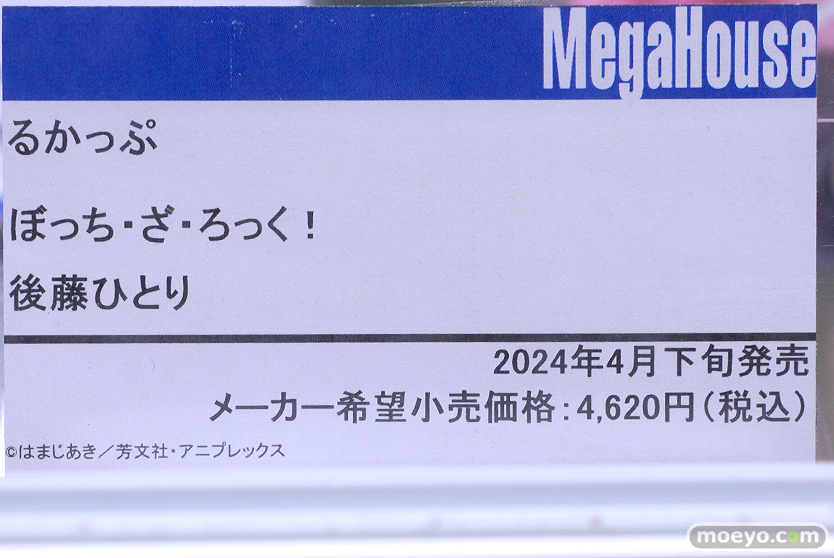 MegaHouse
るかっぷ
ぼっち・ざ・ろっく！
後藤ひとり
2024年4月下旬発売
メーカー希望小売価格：4,620円（税込）
©はまじあき／芳文社・アニプレックス
moeyo.com